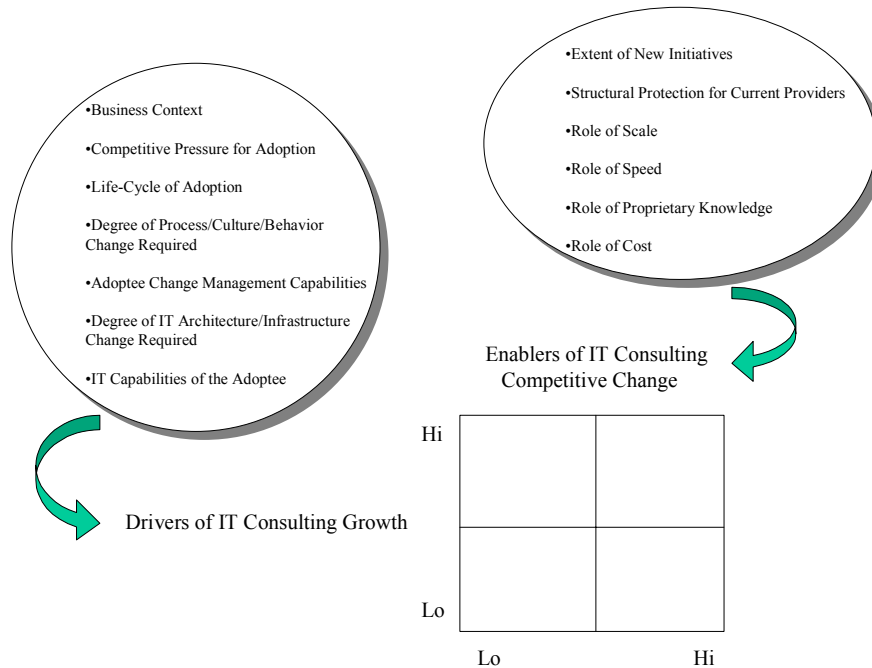 •Business Context
•Competitive Pressure for Adoption
•Life-Cycle of Adoption
•Degree of Process/Culture/Behavior
Change Required
•Adoptee Change Management Capabilities
•Degree of IT Architecture/Infrastructure
Change Required
•IT Capabilities of the Adoptee
Drivers of IT Consulting Growth
•Extent of New Initiatives
•Structural Protection for Current Providers
•Role of Scale
•Role of Speed
•Role of Proprietary Knowledge
•Role of Cost
Enablers of IT Consulting
Competitive Change
Hi
Lo
Lo
Hi